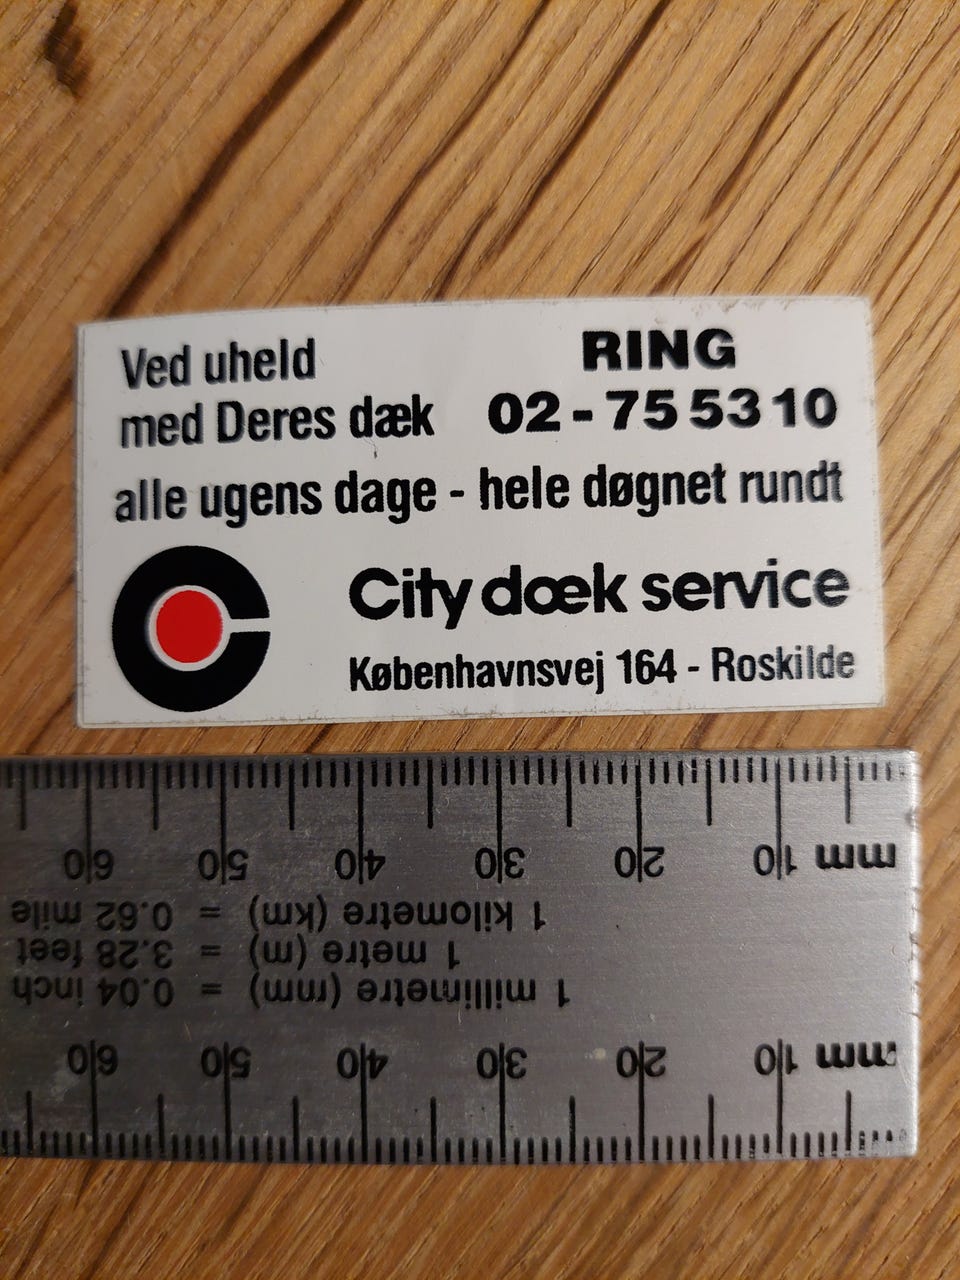 Ved uheld
med Deres dæk
RING
02-75 53 10
alle ugens dage - hele døgnet rundt
City dæk service
Københavnsvej 164 - Roskilde
mm 10 20 30 40 50 60
1 kilometre (km) = 0.62 mile
1 metre (m) = 3.28 feet
1 millimetre (mm) = 0.04 inch
mm 10 20 30 40 50 60